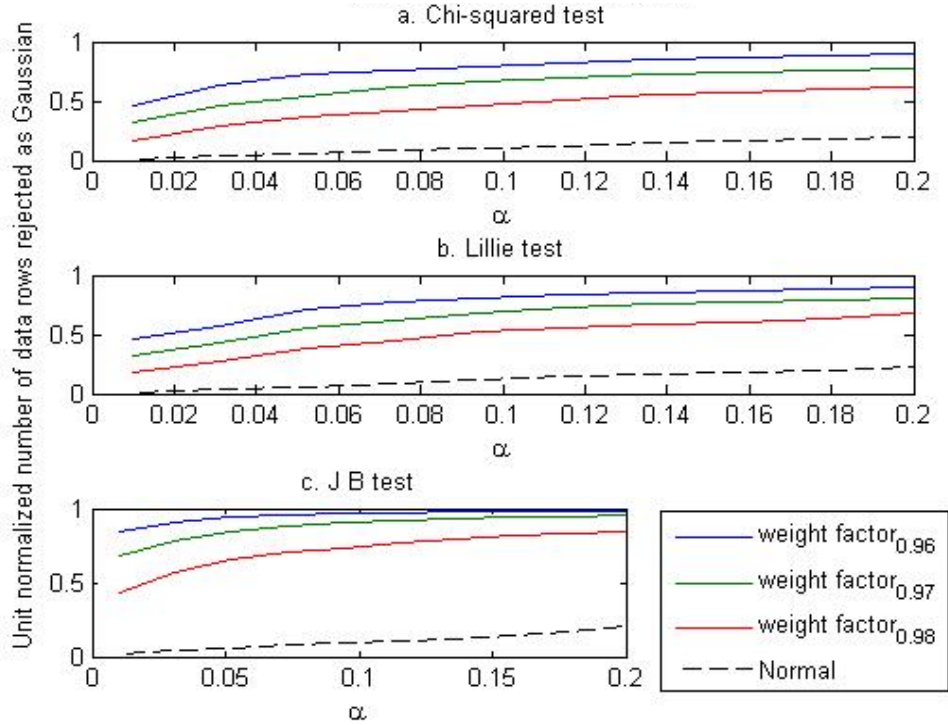 a. Chi-squared test
Unit normalized number of data rows rejected as Gaussian
1
0.5
0
0 0.02 0.04 0.06 0.08 0.1 0.12 0.14 0.16 0.18 0.2
α
b. Lillie test
1
0.5
0
0 0.02 0.04 0.06 0.08 0.1 0.12 0.14 0.16 0.18 0.2
α
c. J B test
1
0.5
0
0 0.05 0.1 0.15 0.2
α
weight factor0.96
weight factor0.97
weight factor0.98
Normal